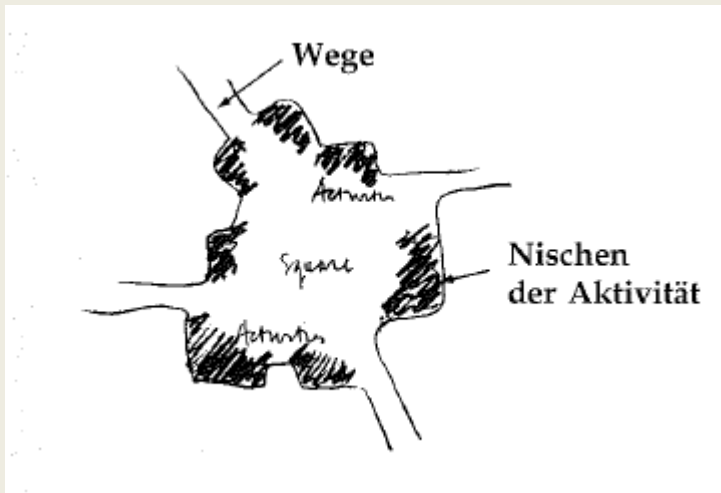 Wege
Activities
Square
Nischen
der Aktivität
Activities